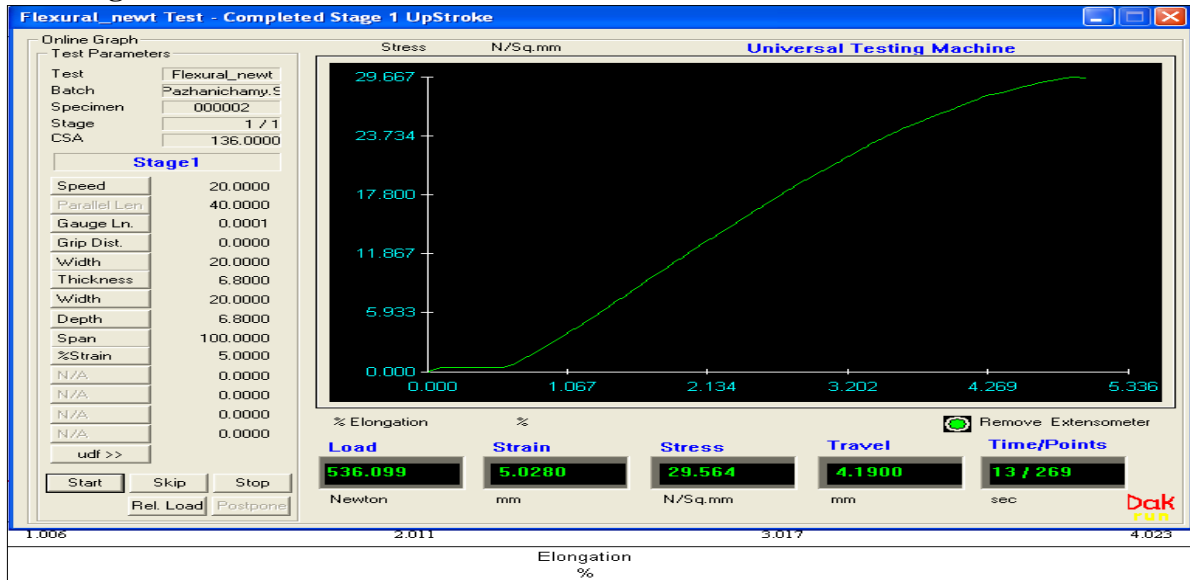 Flexural_newt Test - Completed Stage 1 UpStroke
Online Graph
Test Parameters
Test Flexural_newt
Batch Pazhanichamy.S
Specimen 000002
Stage 1 / 1
CSA 136.0000
Stage1
Speed 20.0000
Parallel Len 40.0000
Gauge Ln. 0.0001
Grip Dist. 0.0000
Width 20.0000
Thickness 6.8000
Width 20.0000
Depth 6.8000
Span 100.0000
%Strain 5.0000
N/A 0.0000
N/A 0.0000
N/A 0.0000
N/A 0.0000
udf >>
Start Skip Stop
Rel. Load Postpone
Stress N/Sq.mm Universal Testing Machine
29.667
23.734
17.800
11.867
5.933
0.000
0.000 1.067 2.134 3.202 4.269 5.336
% Elongation % Remove Extensometer
Load Strain Stress Travel Time/Points
536.099 5.0280 29.564 4.1900 13 / 269
Newton mm N/Sq.mm mm sec
Dak
run
1.006 2.011 3.017 4.023
Elongation
%